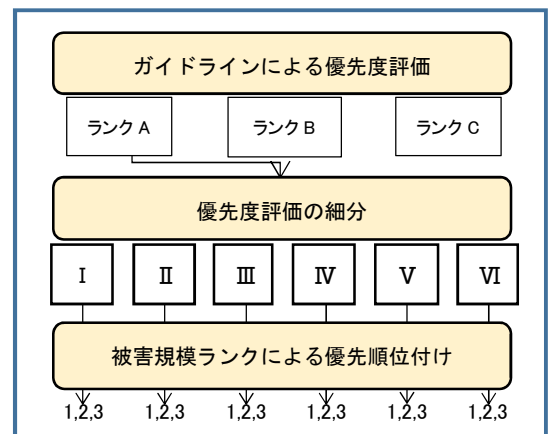 ガイドラインによる優先度評価
ランク A ランク B ランク C
優先度評価の細分
Ⅰ Ⅱ Ⅲ Ⅳ Ⅴ Ⅵ
被害規模ランクによる優先順位付け
1,2,3 1,2,3 1,2,3 1,2,3 1,2,3 1,2,3